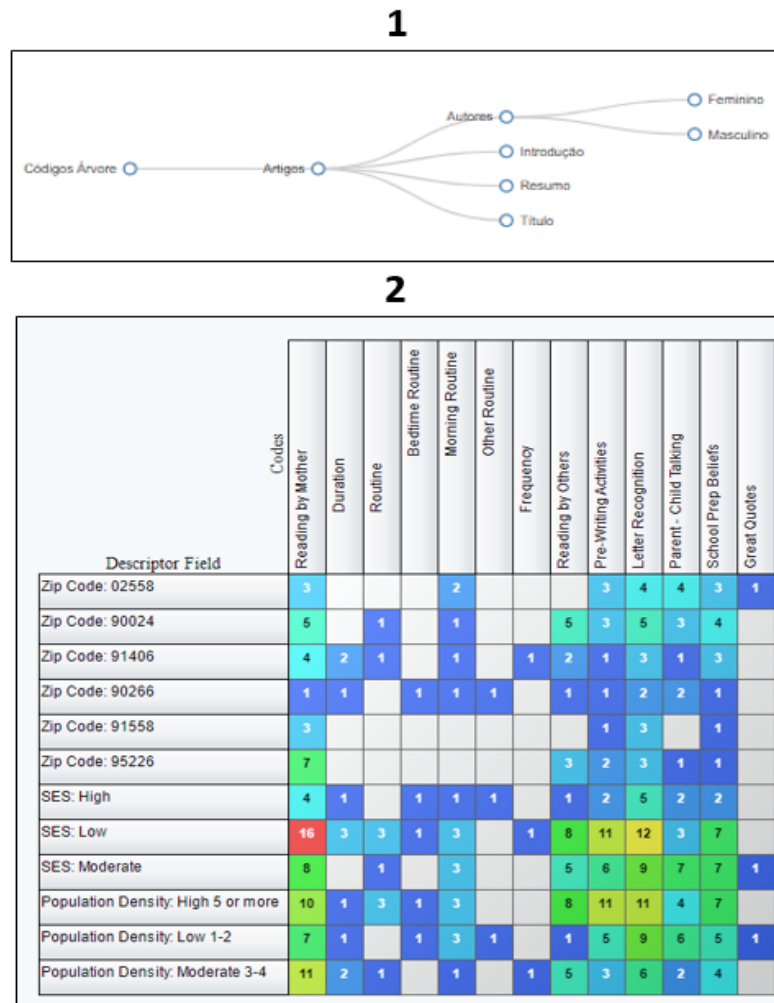 1
Feminino
Autores
Masculino
Introdução
Códigos Árvore
Artigos
Resumo
Título
2
Codes
Reading by Mother
Duration
Routine
Bedtime Routine
Morning Routine
Other Routine
Frequency
Reading by Others
Pre-Writing Activities
Letter Recognition
Parent - Child Talking
School Prep Beliefs
Great Quotes
Descriptor Field
Zip Code: 02558 3 2 3 4 4 3 1
Zip Code: 90024 5 1 1 5 3 5 3 4
Zip Code: 91406 4 2 1 1 1 2 1 3 1 3
Zip Code: 90266 1 1 1 1 1 1 1 2 2 1
Zip Code: 91558 3 1 3 1
Zip Code: 95226 7 3 2 3 1 1
SES: High 4 1 1 1 1 1 2 5 2 2
SES: Low 16 3 3 1 3 1 8 11 12 3 7
SES: Moderate 8 1 3 5 6 9 7 7 1
Population Density: High 5 or more 10 1 3 1 3 8 11 11 4 7
Population Density: Low 1-2 7 1 1 3 1 1 5 9 6 5 1
Population Density: Moderate 3-4 11 2 1 1 1 5 3 6 2 4